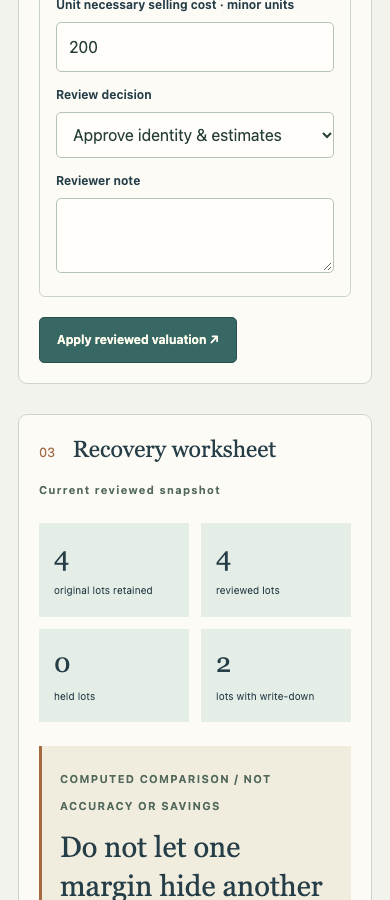 Unit necessary selling cost · minor units
200
Review decision
Approve identity & estimates
Reviewer note
Apply reviewed valuation ↗
03 Recovery worksheet
Current reviewed snapshot
4
original lots retained
4
reviewed lots
0
held lots
2
lots with write-down
COMPUTED COMPARISON / NOT
ACCURACY OR SAVINGS
Do not let one
margin hide another